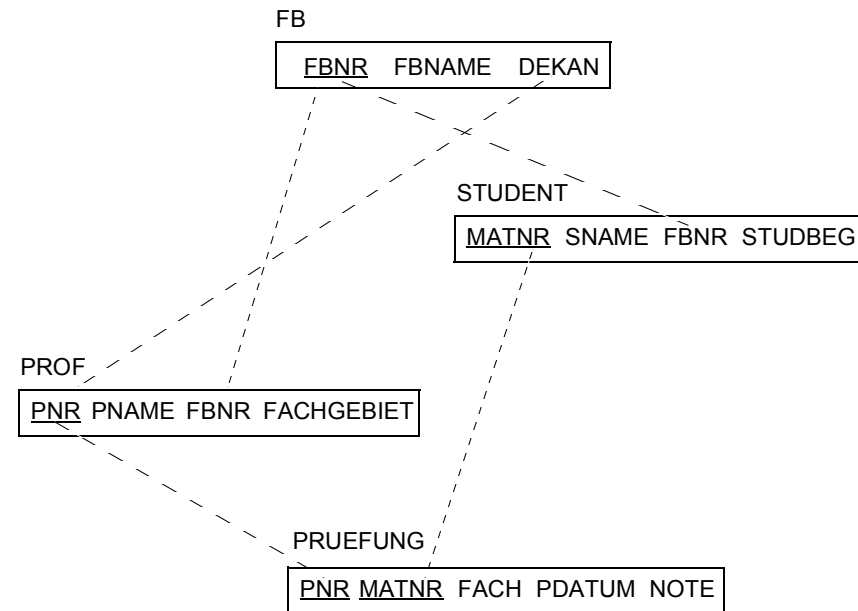 FB
FBNR FBNAME DEKAN
STUDENT
MATNR SNAME FBNR STUDBEG
PROF
PNR PNAME FBNR FACHGEBIET
PRUEFUNG
PNR MATNR FACH PDATUM NOTE